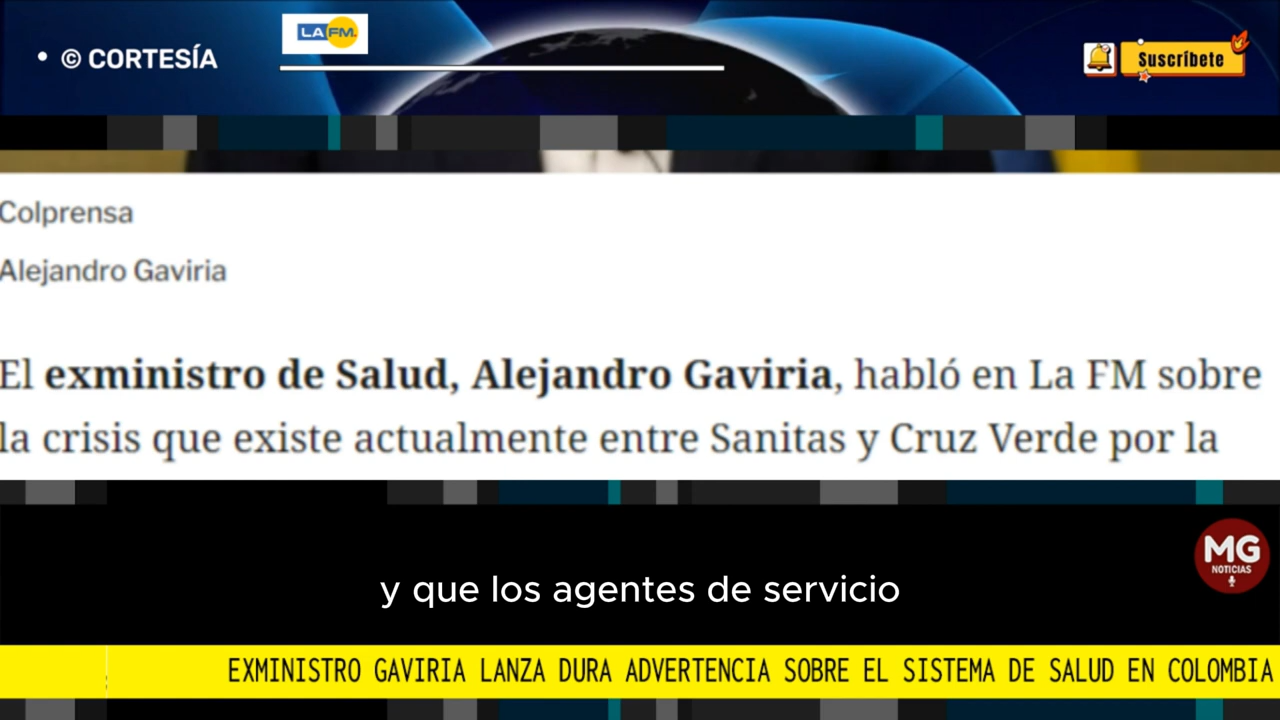 • © CORTESÍA
LA FM.
Suscríbete
Colprensa
Alejandro Gaviria
El exministro de Salud, Alejandro Gaviria, habló en La FM sobre
la crisis que existe actualmente entre Sanitas y Cruz Verde por la
MG
NOTICIAS
y que los agentes de servicio
EXMINISTRO GAVIRIA LANZA DURA ADVERTENCIA SOBRE EL SISTEMA DE SALUD EN COLOMBIA